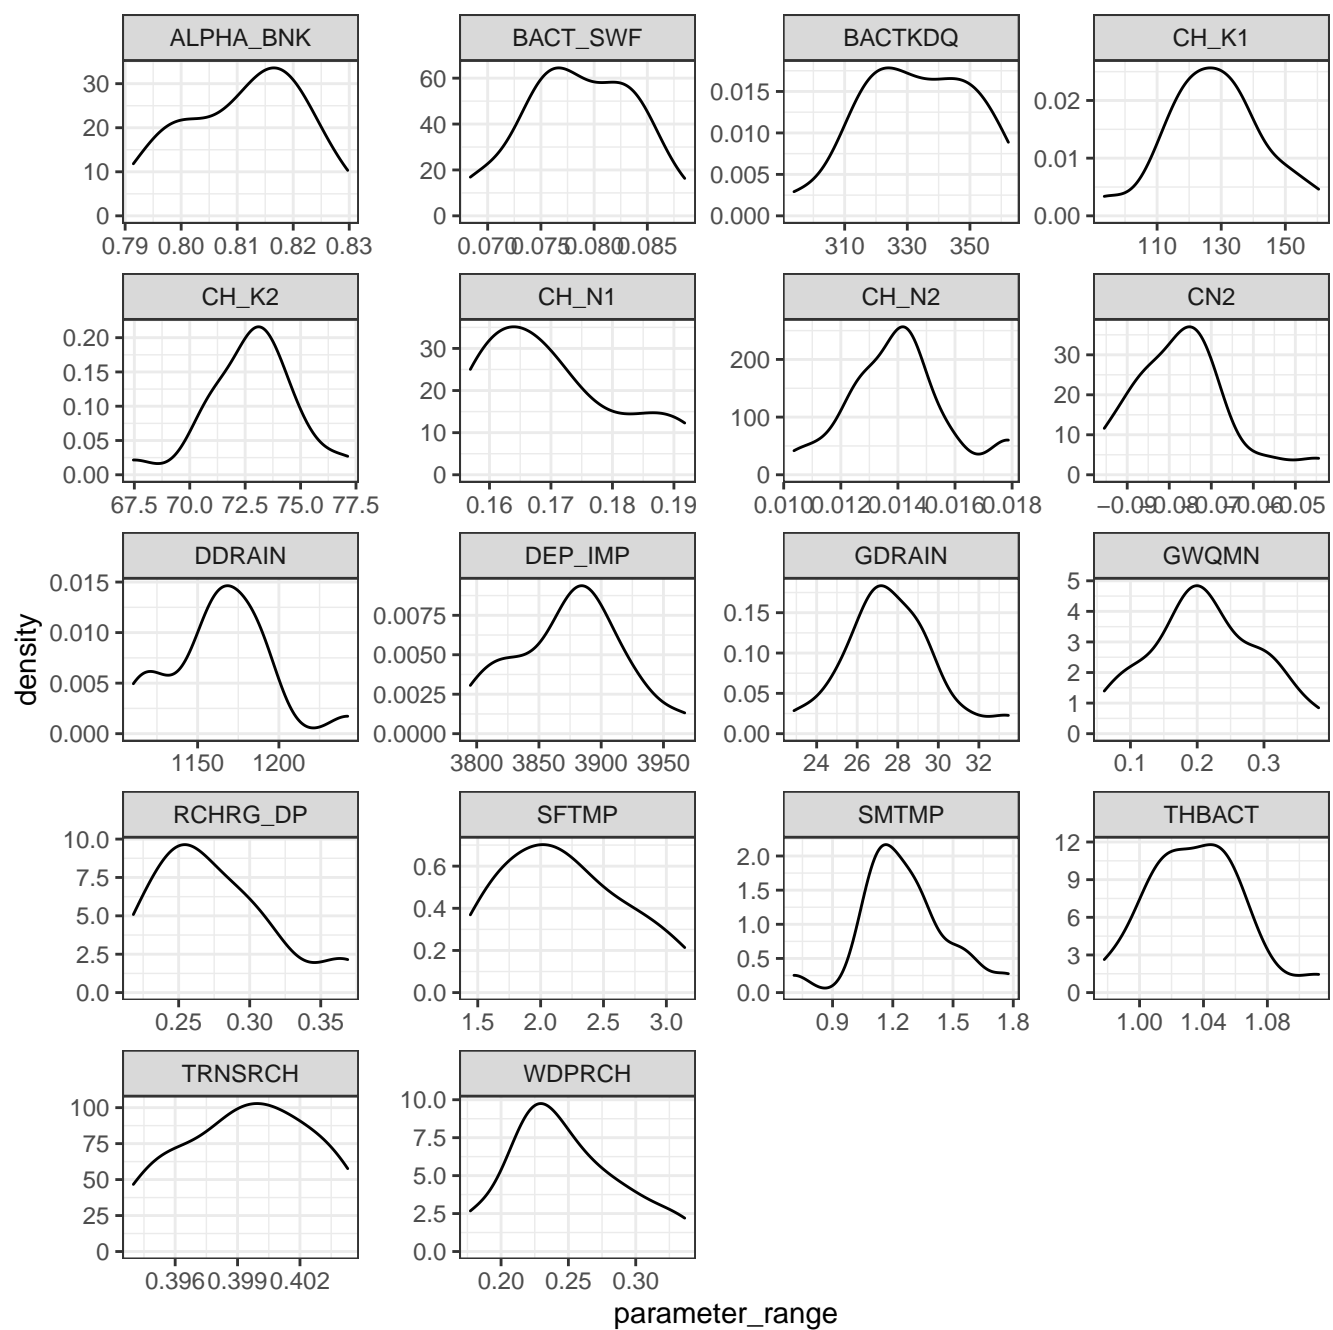 ALPHA_BNK BACT_SWF BACTKDQ CH_K1
30 20 10 0
60 40 20 0
0.015 0.010 0.005 0.000
0.02 0.01 0.00
0.79 0.80 0.81 0.82 0.83
0.070 0.075 0.080 0.085
310 330 350
110 130 150
CH_K2 CH_N1 CH_N2 CN2
0.20 0.15 0.10 0.05 0.00
30 20 10 0
200 100 0
30 20 10 0
67.5 70.0 72.5 75.0 77.5
0.16 0.17 0.18 0.19
0.010 0.012 0.014 0.016 0.018
−0.09 −0.08 −0.07 −0.06 −0.05
DDRAIN DEP_IMP GDRAIN GWQMN
0.015 0.010 0.005 0.000
0.0075 0.0050 0.0025 0.0000
0.15 0.10 0.05 0.00
5 4 3 2 1 0
1150 1200
3800 3850 3900 3950
24 26 28 30 32
0.1 0.2 0.3
density
RCHRG_DP SFTMP SMTMP THBACT
10.0 7.5 5.0 2.5 0.0
0.6 0.4 0.2 0.0
2.0 1.5 1.0 0.5 0.0
12 9 6 3 0
0.25 0.30 0.35
1.5 2.0 2.5 3.0
0.9 1.2 1.5 1.8
1.00 1.04 1.08
TRNSRCH WDPRCH
100 75 50 25 0
10.0 7.5 5.0 2.5 0.0
0.396 0.399 0.402
0.20 0.25 0.30
parameter_range